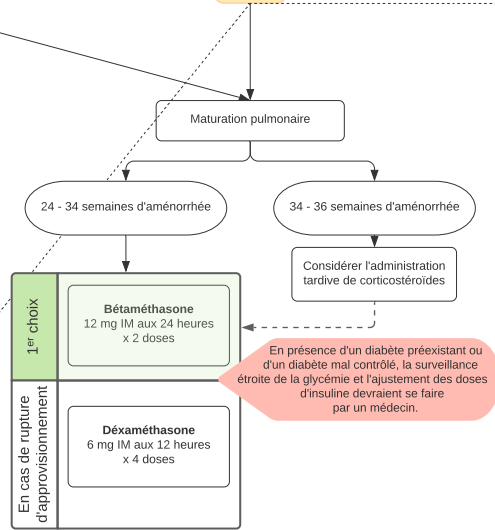 Maturation pulmonaire
24 - 34 semaines d'aménorrhée
34 - 36 semaines d'aménorrhée
Considérer l'administration
tardive de corticostéroïdes
1er choix
Bétaméthasone
12 mg IM aux 24 heures
x 2 doses
En présence d'un diabète préexistant ou
d'un diabète mal contrôlé, la surveillance
étroite de la glycémie et l'ajustement des doses
d'insuline devraient se faire
par un médecin.
En cas de rupture
d'approvisionnement
Déxaméthasone
6 mg IM aux 12 heures
x 4 doses